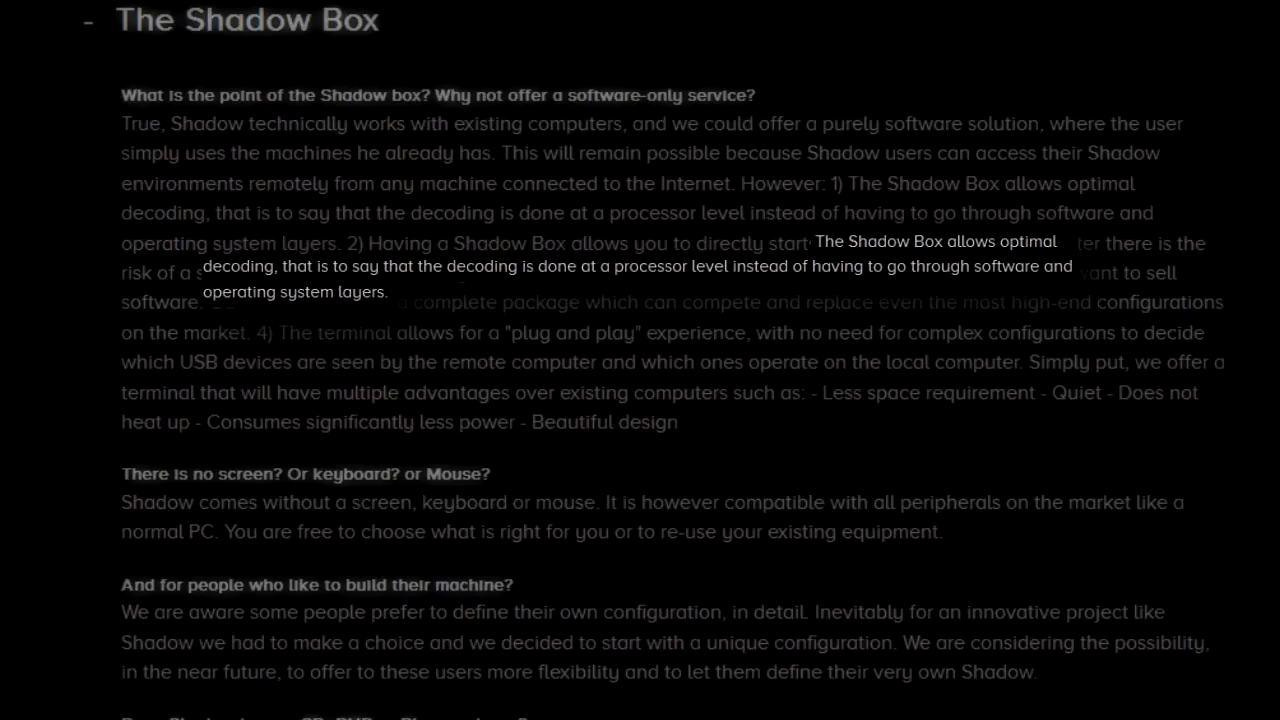 - The Shadow Box
What is the point of the Shadow box? Why not offer a software-only service?
True, Shadow technically works with existing computers, and we could offer a purely software solution, where the user
simply uses the machines he already has. This will remain possible because Shadow users can access their Shadow
environments remotely from any machine connected to the Internet. However: 1) The Shadow Box allows optimal
decoding, that is to say that the decoding is done at a processor level instead of having to go through software and
operating system layers. 2) Having a Shadow Box allows you to directly start there is the
risk of a to sell
software. a complete package which can compete and replace even the most high-end configurations
The Shadow Box allows optimal
decoding, that is to say that the decoding is done at a processor level instead of having to go through software and
operating system layers.
on the market. 4) The terminal allows for a "plug and play" experience, with no need for complex configurations to decide
which USB devices are seen by the remote computer and which ones operate on the local computer. Simply put, we offer a
terminal that will have multiple advantages over existing computers such as: - Less space requirement - Quiet - Does not
heat up - Consumes significantly less power - Beautiful design
There is no screen? Or keyboard? or Mouse?
Shadow comes without a screen, keyboard or mouse. It is however compatible with all peripherals on the market like a
normal PC. You are free to choose what is right for you or to re-use your existing equipment.
And for people who like to build their machine?
We are aware some people prefer to define their own configuration, in detail. Inevitably for an innovative project like
Shadow we had to make a choice and we decided to start with a unique configuration. We are considering the possibility,
in the near future, to offer to these users more flexibility and to let them define their very own Shadow.